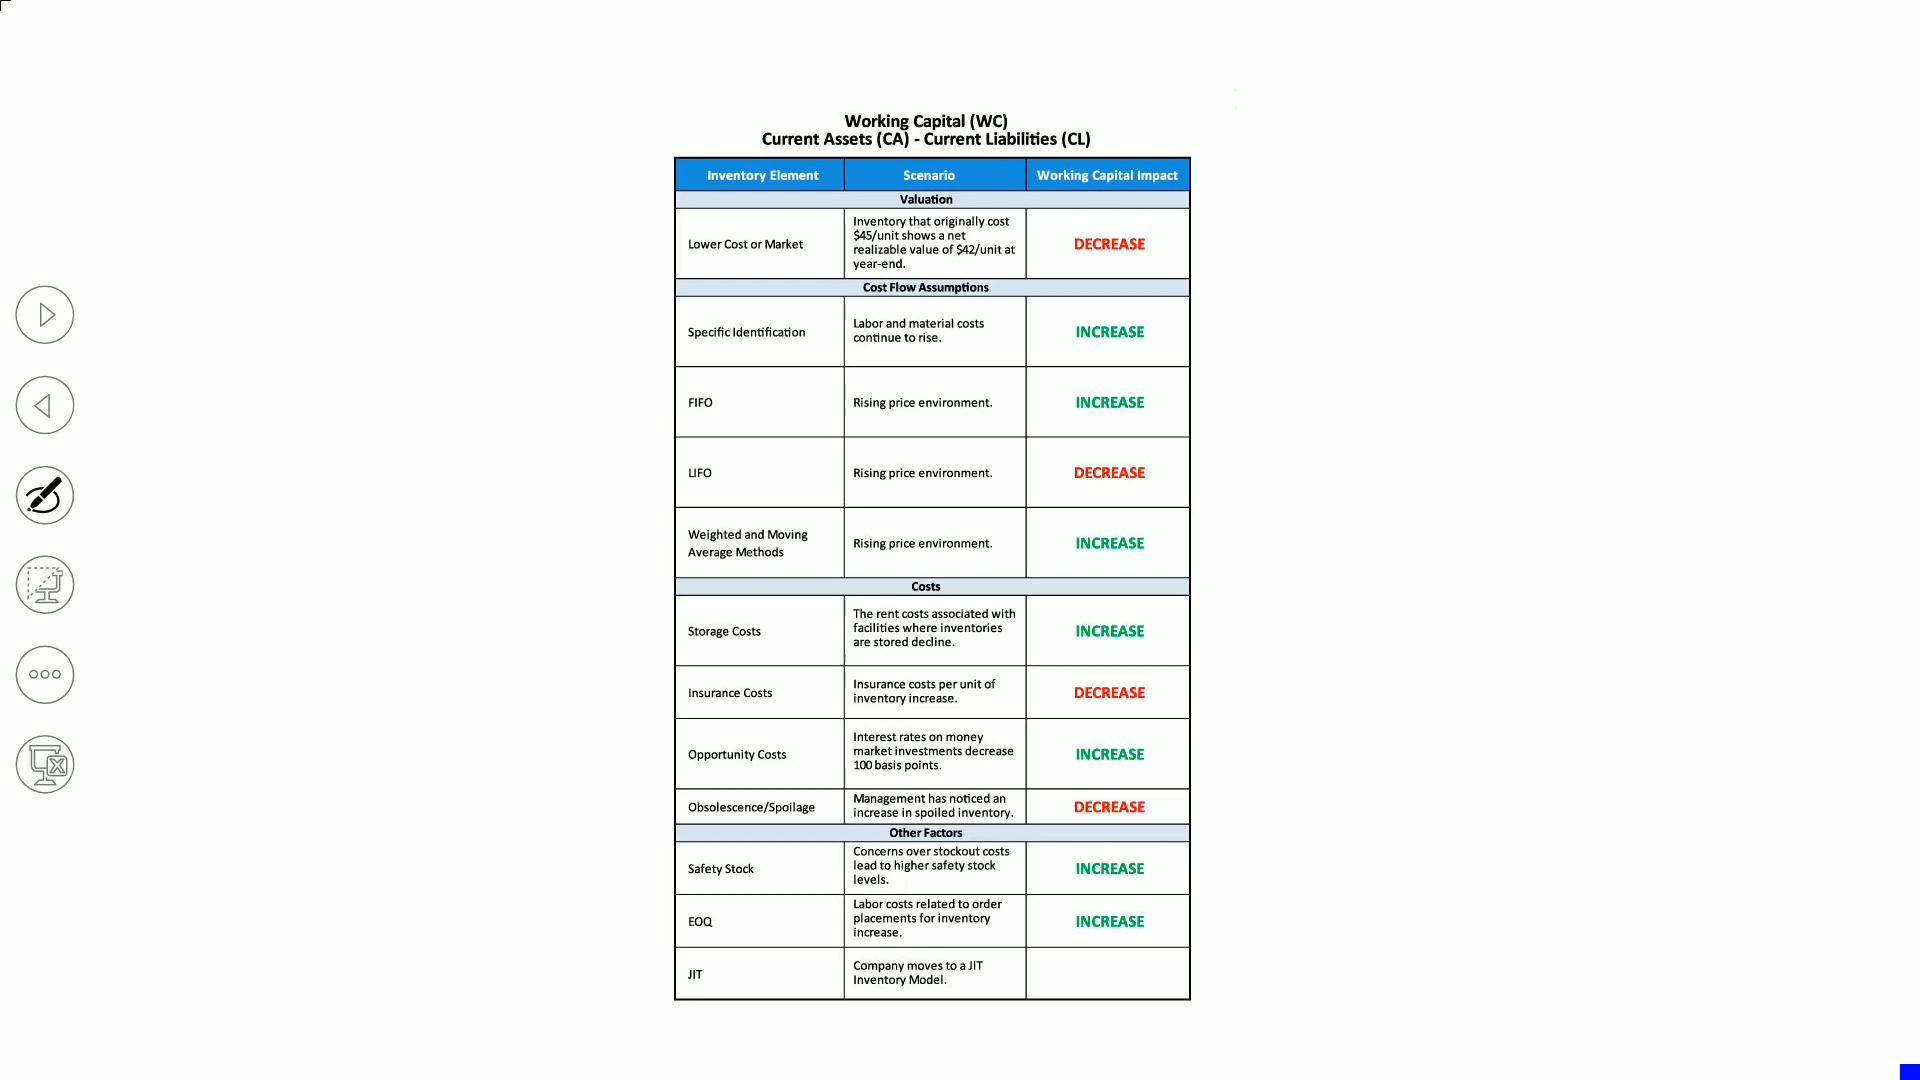 Working Capital (WC)
Current Assets (CA) - Current Liabilities (CL)
Inventory Element Scenario Working Capital Impact
Valuation
Lower Cost or Market
Inventory that originally cost
$45/unit shows a net
realizable value of $42/unit at
year-end.
DECREASE
Cost Flow Assumptions
Specific Identification
Labor and material costs
continue to rise.
INCREASE
FIFO
Rising price environment.
INCREASE
LIFO
Rising price environment.
DECREASE
Weighted and Moving
Average Methods
Rising price environment.
INCREASE
Costs
Storage Costs
The rent costs associated with
facilities where inventories
are stored decline.
INCREASE
Insurance Costs
Insurance costs per unit of
inventory increase.
DECREASE
Opportunity Costs
Interest rates on money
market investments decrease
100 basis points.
INCREASE
Obsolescence/Spoilage
Management has noticed an
increase in spoiled inventory.
DECREASE
Other Factors
Safety Stock
Concerns over stockout costs
lead to higher safety stock
levels.
INCREASE
EOQ
Labor costs related to order
placements for inventory
increase.
INCREASE
JIT
Company moves to a JIT
Inventory Model.